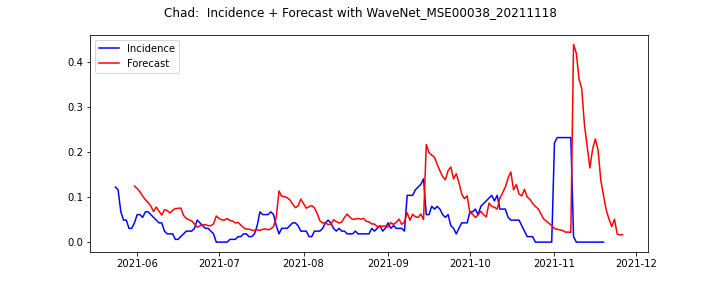 Chad:  Incidence + Forecast with WaveNet_MSE00038_20211118
Incidence
Forecast
0.4
0.3
0.2
0.1
0.0
2021-06 2021-07 2021-08 2021-09 2021-10 2021-11 2021-12